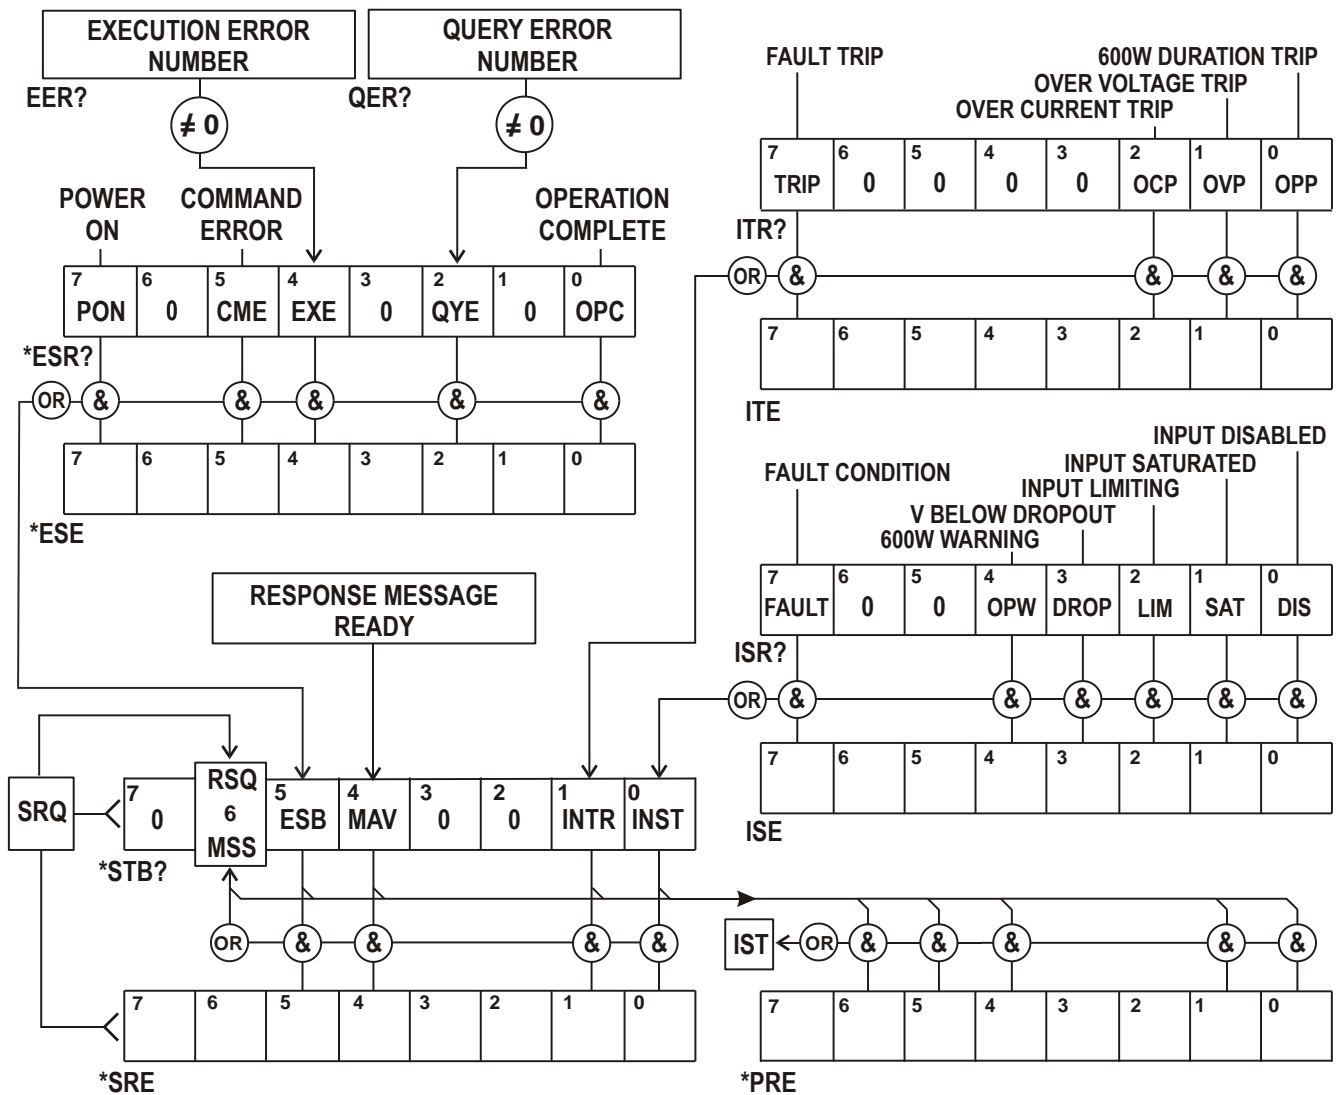 EXECUTION ERROR
NUMBER
EER?
≠ 0
QUERY ERROR
NUMBER
QER?
≠ 0
POWER
ON
COMMAND
ERROR
OPERATION
COMPLETE
7 6 5 4 3 2 1 0
PON 0 CME EXE 0 QYE 0 OPC
*ESR?
OR & & & & &
7 6 5 4 3 2 1 0
*ESE
FAULT TRIP
600W DURATION TRIP
OVER VOLTAGE TRIP
OVER CURRENT TRIP
7 6 5 4 3 2 1 0
TRIP 0 0 0 0 OCP OVP OPP
ITR?
OR & & & &
7 6 5 4 3 2 1 0
ITE
INPUT DISABLED
INPUT SATURATED
FAULT CONDITION
INPUT LIMITING
V BELOW DROPOUT
600W WARNING
7 6 5 4 3 2 1 0
FAULT 0 0 OPW DROP LIM SAT DIS
ISR?
OR & & & & & &
7 6 5 4 3 2 1 0
ISE
RESPONSE MESSAGE
READY
SRQ
7 RSQ 5 4 3 2 1 0
0 6 ESB MAV 0 0 INTR INST
MSS
*STB?
OR & & & &
7 6 5 4 3 2 1 0
*SRE
IST OR & & & & &
7 6 5 4 3 2 1 0
*PRE